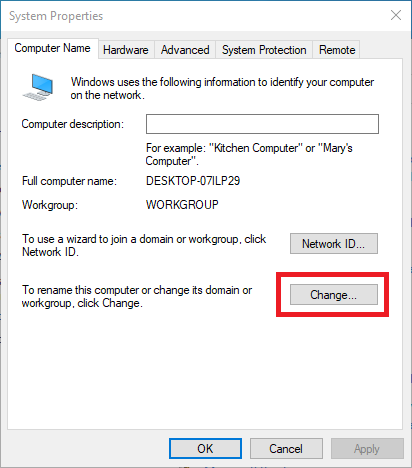 System Properties
Computer Name Hardware Advanced System Protection Remote
Windows uses the following information to identify your computer
on the network.
Computer description:
For example: "Kitchen Computer" or "Mary's
Computer".
Full computer name: DESKTOP-07ILP29
Workgroup: WORKGROUP
To use a wizard to join a domain or workgroup, click
Network ID.
Network ID...
To rename this computer or change its domain or
workgroup, click Change.
Change...
OK Cancel Apply